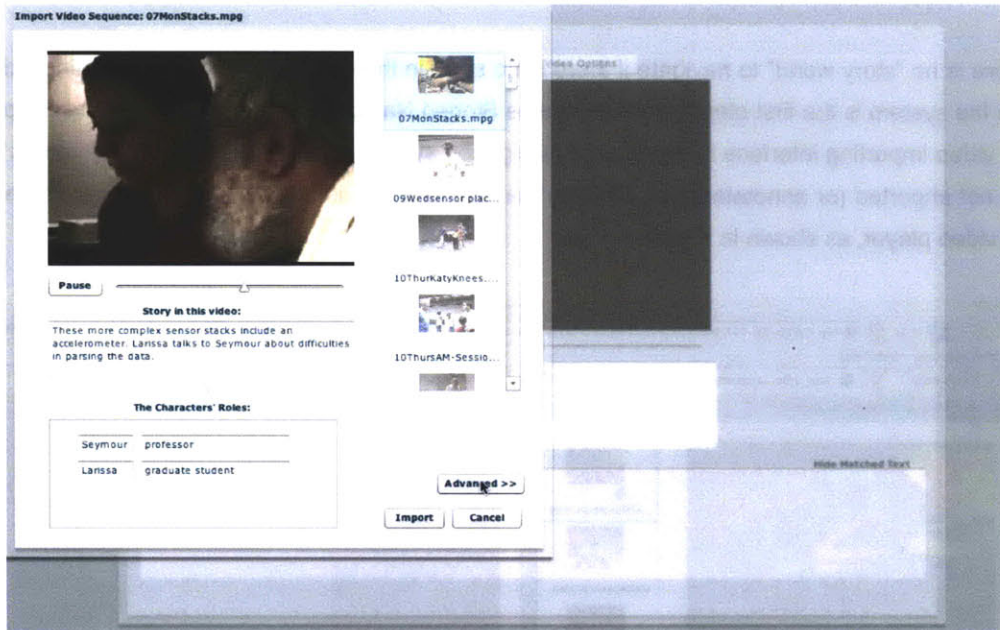 Import Video Sequence: 07MonStacks.mpg
Video Options
07MonStacks.mpg
09Wedsensor plac...
10ThurKatyKnees....
10ThursAM-Sessio...
Pause
Story in this video:
These more complex sensor stacks include an
accelerometer. Larissa talks to Seymour about difficulties
in parsing the data.
The Characters' Roles:
Seymour professor
Larissa graduate student
Hide Matched Text
Advanced >>
Import Cancel